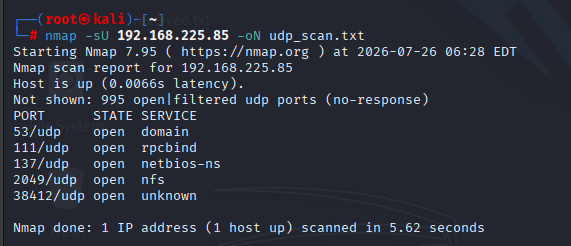 ┌──(root㉿kali)-[~]
└─# nmap -sU 192.168.225.85 -oN udp_scan.txt
Starting Nmap 7.95 ( https://nmap.org ) at 2026-07-26 06:28 EDT
Nmap scan report for 192.168.225.85
Host is up (0.0066s latency).
Not shown: 995 open|filtered udp ports (no-response)
PORT      STATE SERVICE
53/udp    open  domain
111/udp   open  rpcbind
137/udp   open  netbios-ns
2049/udp  open  nfs
38412/udp open  unknown
Nmap done: 1 IP address (1 host up) scanned in 5.62 seconds